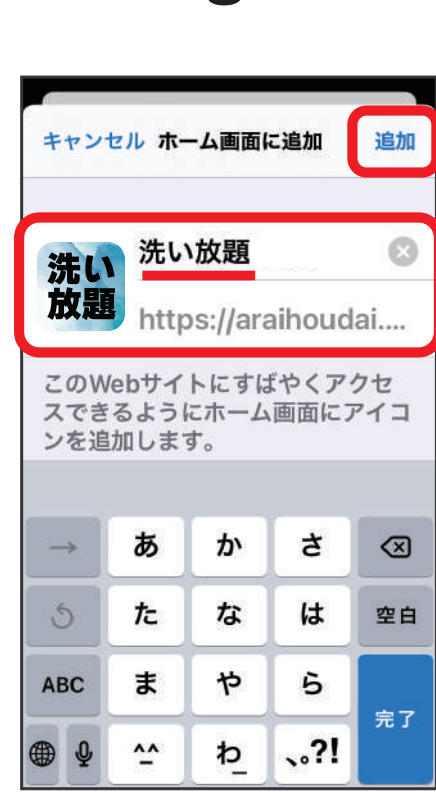 キャンセル ホーム画面に追加 追加
洗い
放題
洗い放題
https://araihoudai....
このWebサイトにすばやくアクセ
スできるようにホーム画面にアイコ
ンを追加します。
→ あ か さ
た な は 空白
ABC ま や ら
^_^ わ_ 、。?!
完了